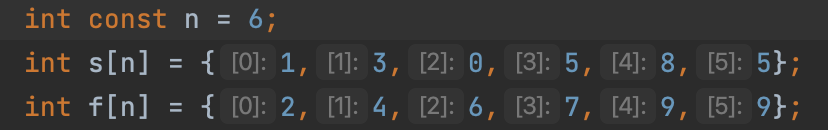 int const n = 6;
int s[n] = {[0]: 1, [1]: 3, [2]: 0, [3]: 5, [4]: 8, [5]: 5};
int f[n] = {[0]: 2, [1]: 4, [2]: 6, [3]: 7, [4]: 9, [5]: 9};